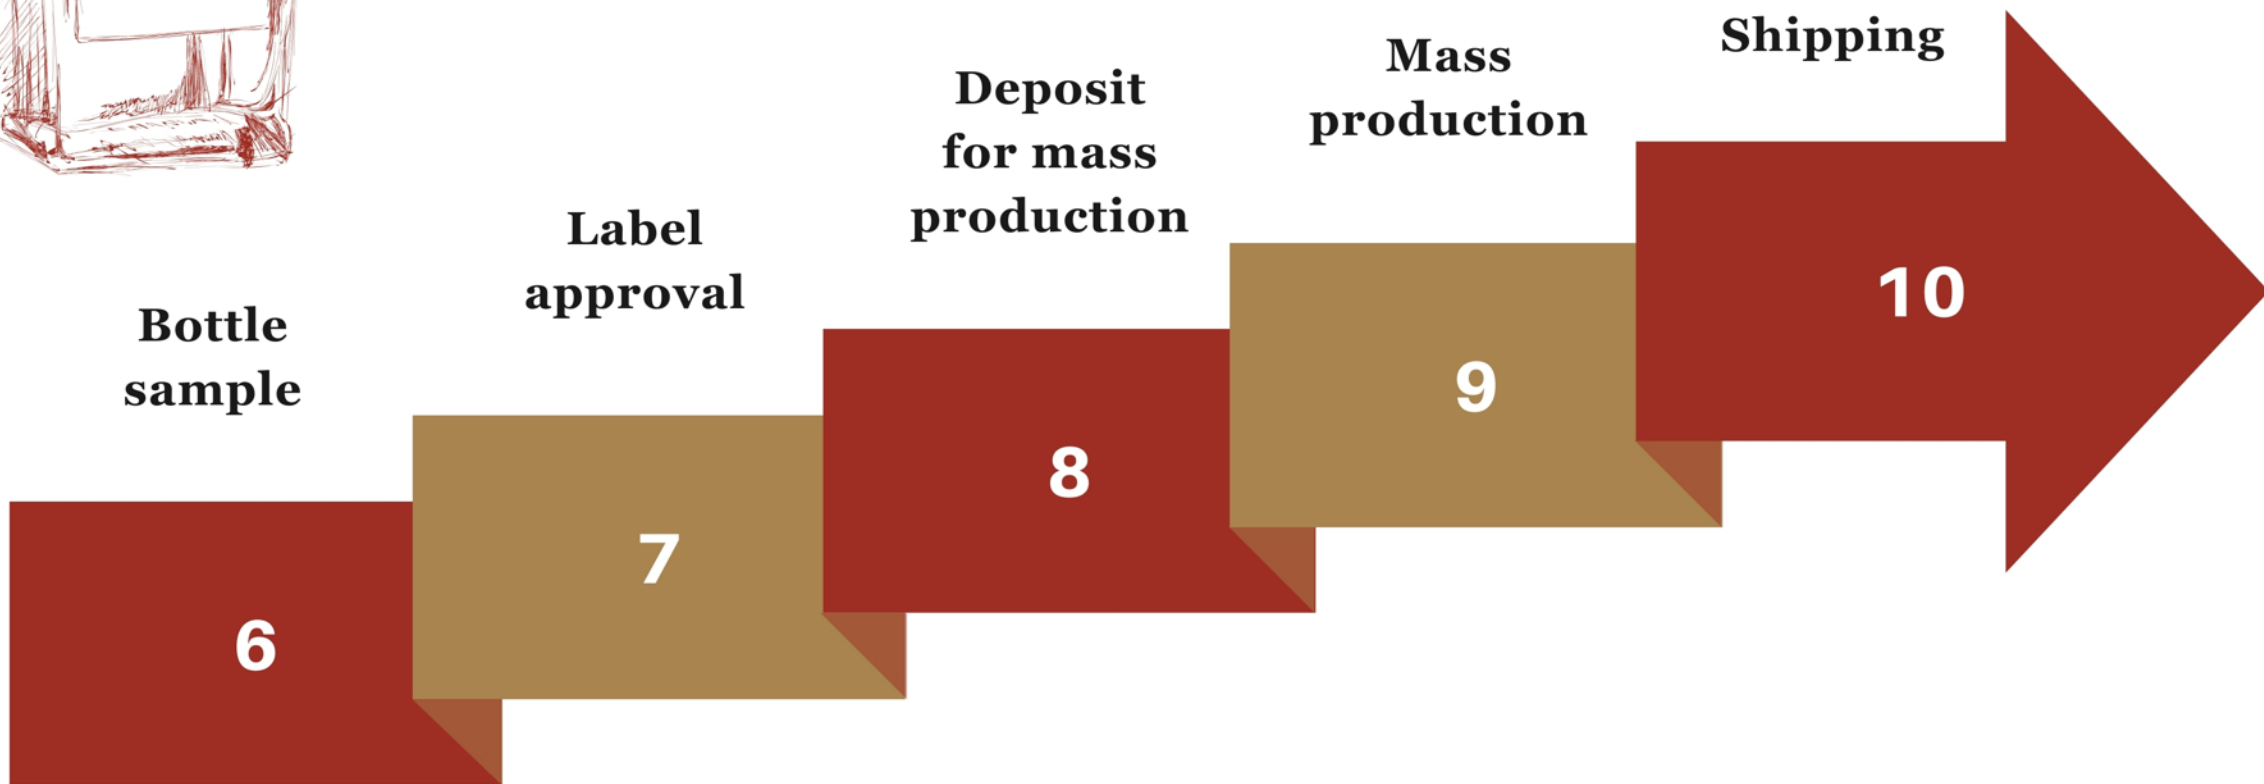 Bottle
sample
6
Label
approval
7
Deposit
for mass
production
8
Mass
production
9
Shipping
10